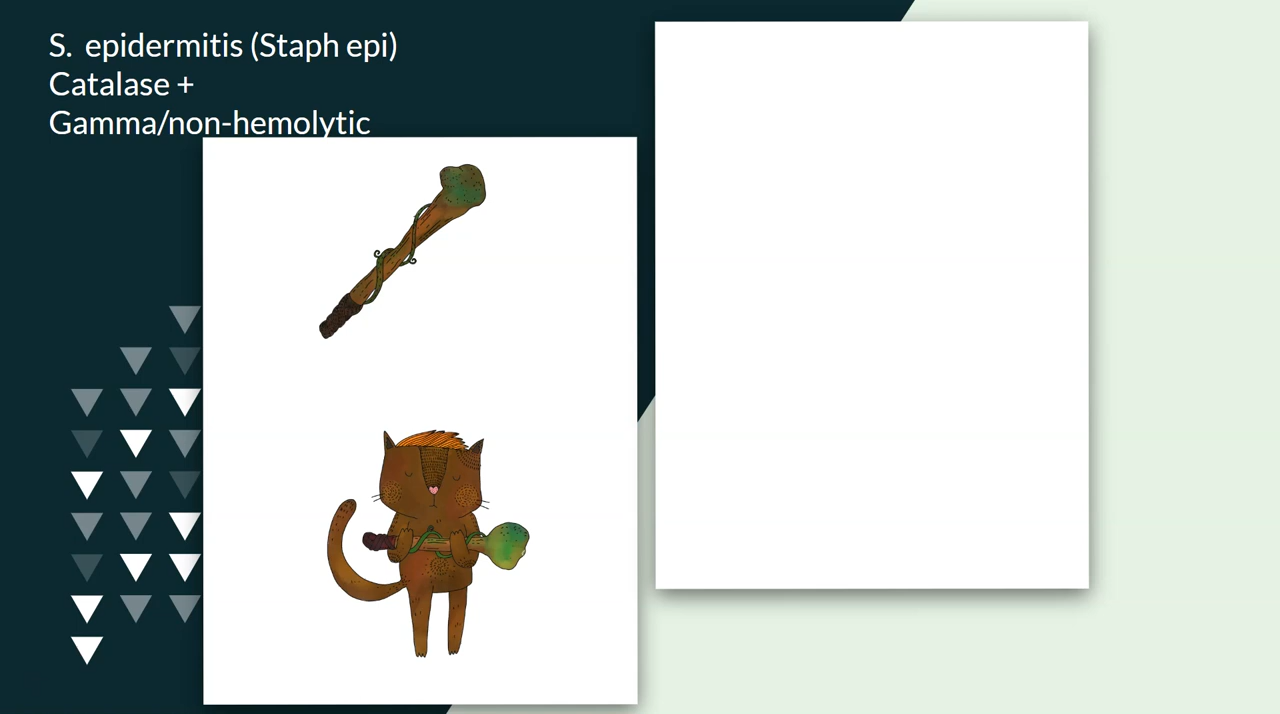 S. epidermitis (Staph epi)
Catalase +
Gamma/non-hemolytic